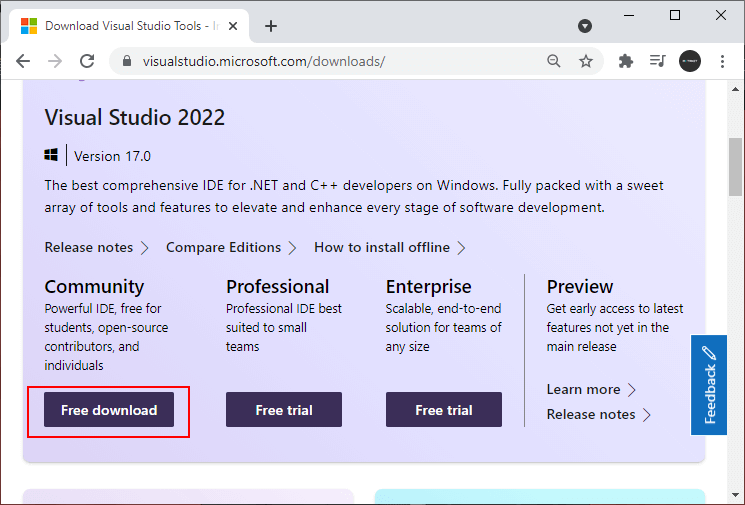 Download Visual Studio Tools - I
visualstudio.microsoft.com/downloads/
Visual Studio 2022
Version 17.0
The best comprehensive IDE for .NET and C++ developers on Windows. Fully packed with a sweet
array of tools and features to elevate and enhance every stage of software development.
Release notes
Compare Editions
How to install offline
Community
Powerful IDE, free for
students, open-source
contributors, and
individuals
Free download
Professional
Professional IDE best
suited to small
teams
Free trial
Enterprise
Scalable, end-to-end
solution for teams of
any size
Free trial
Preview
Get early access to latest
features not yet in the
main release
Learn more
Release notes
Feedback